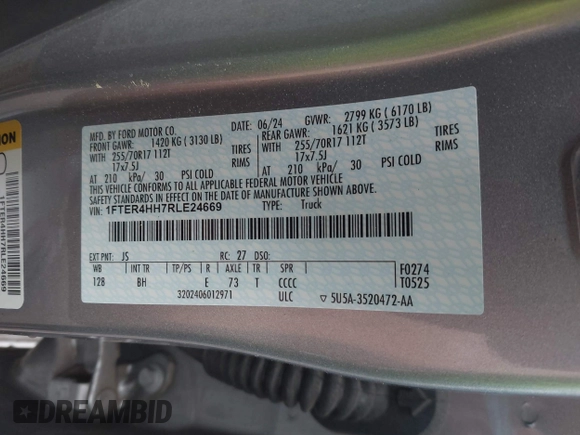 MFD. BY FORD MOTOR CO.
DATE: 06/24 GVWR: 2799 KG ( 6170 LB)
FRONT GAWR: 1420 KG ( 3130 LB)
REAR GAWR: 1621 KG ( 3573 LB)
WITH 255/70R17 112T TIRES
WITH 255/70R17 112T TIRES
17x7.5J RIMS
17x7.5J RIMS
AT 210 kPa/ 30 PSI COLD
AT 210 kPa/ 30 PSI COLD
THIS VEHICLE CONFORMS TO ALL APPLICABLE FEDERAL MOTOR VEHICLE
SAFETY STANDARDS IN EFFECT ON THE DATE OF MANUFACTURE SHOWN ABOVE.
VIN: 1FTER4HH7RLE24669 TYPE: Truck
EXT PNT: JS RC: 27 DSO:
WB INT TR TP/PS R AXLE TR SPR F0274
128 BH E 73 T CCCC T0525
3202406012971 ULC ▽ 5U5A-3520472-AA
1FTER4HH7RLE24669
DREAMBID